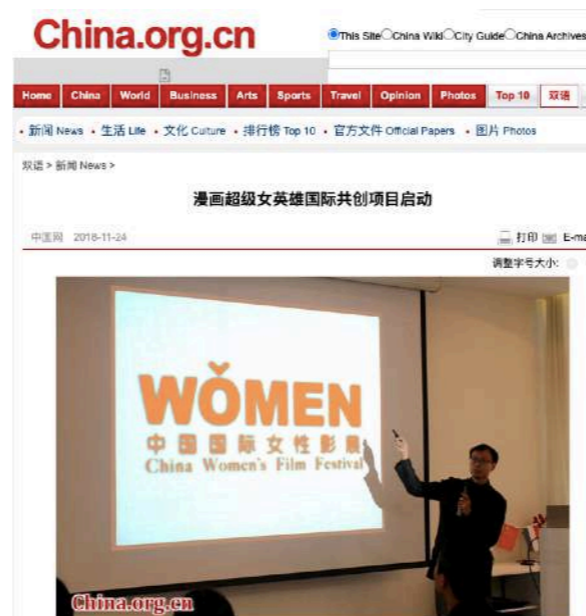 China.org.cn
This Site China Wiki City Guide China Archives
Home China World Business Arts Sports Travel Opinion Photos Top 10 双语
新闻 News 生活 Life 文化 Culture 排行榜 Top 10 官方文件 Official Papers 图片 Photos
双语 > 新闻 News >
漫画超级女英雄国际共创项目启动
中国网 2018-11-24 打印 E-ma
调整字号大小:
WǑMEN
中国国际女性影展
China Women's Film Festival
China.org.cn